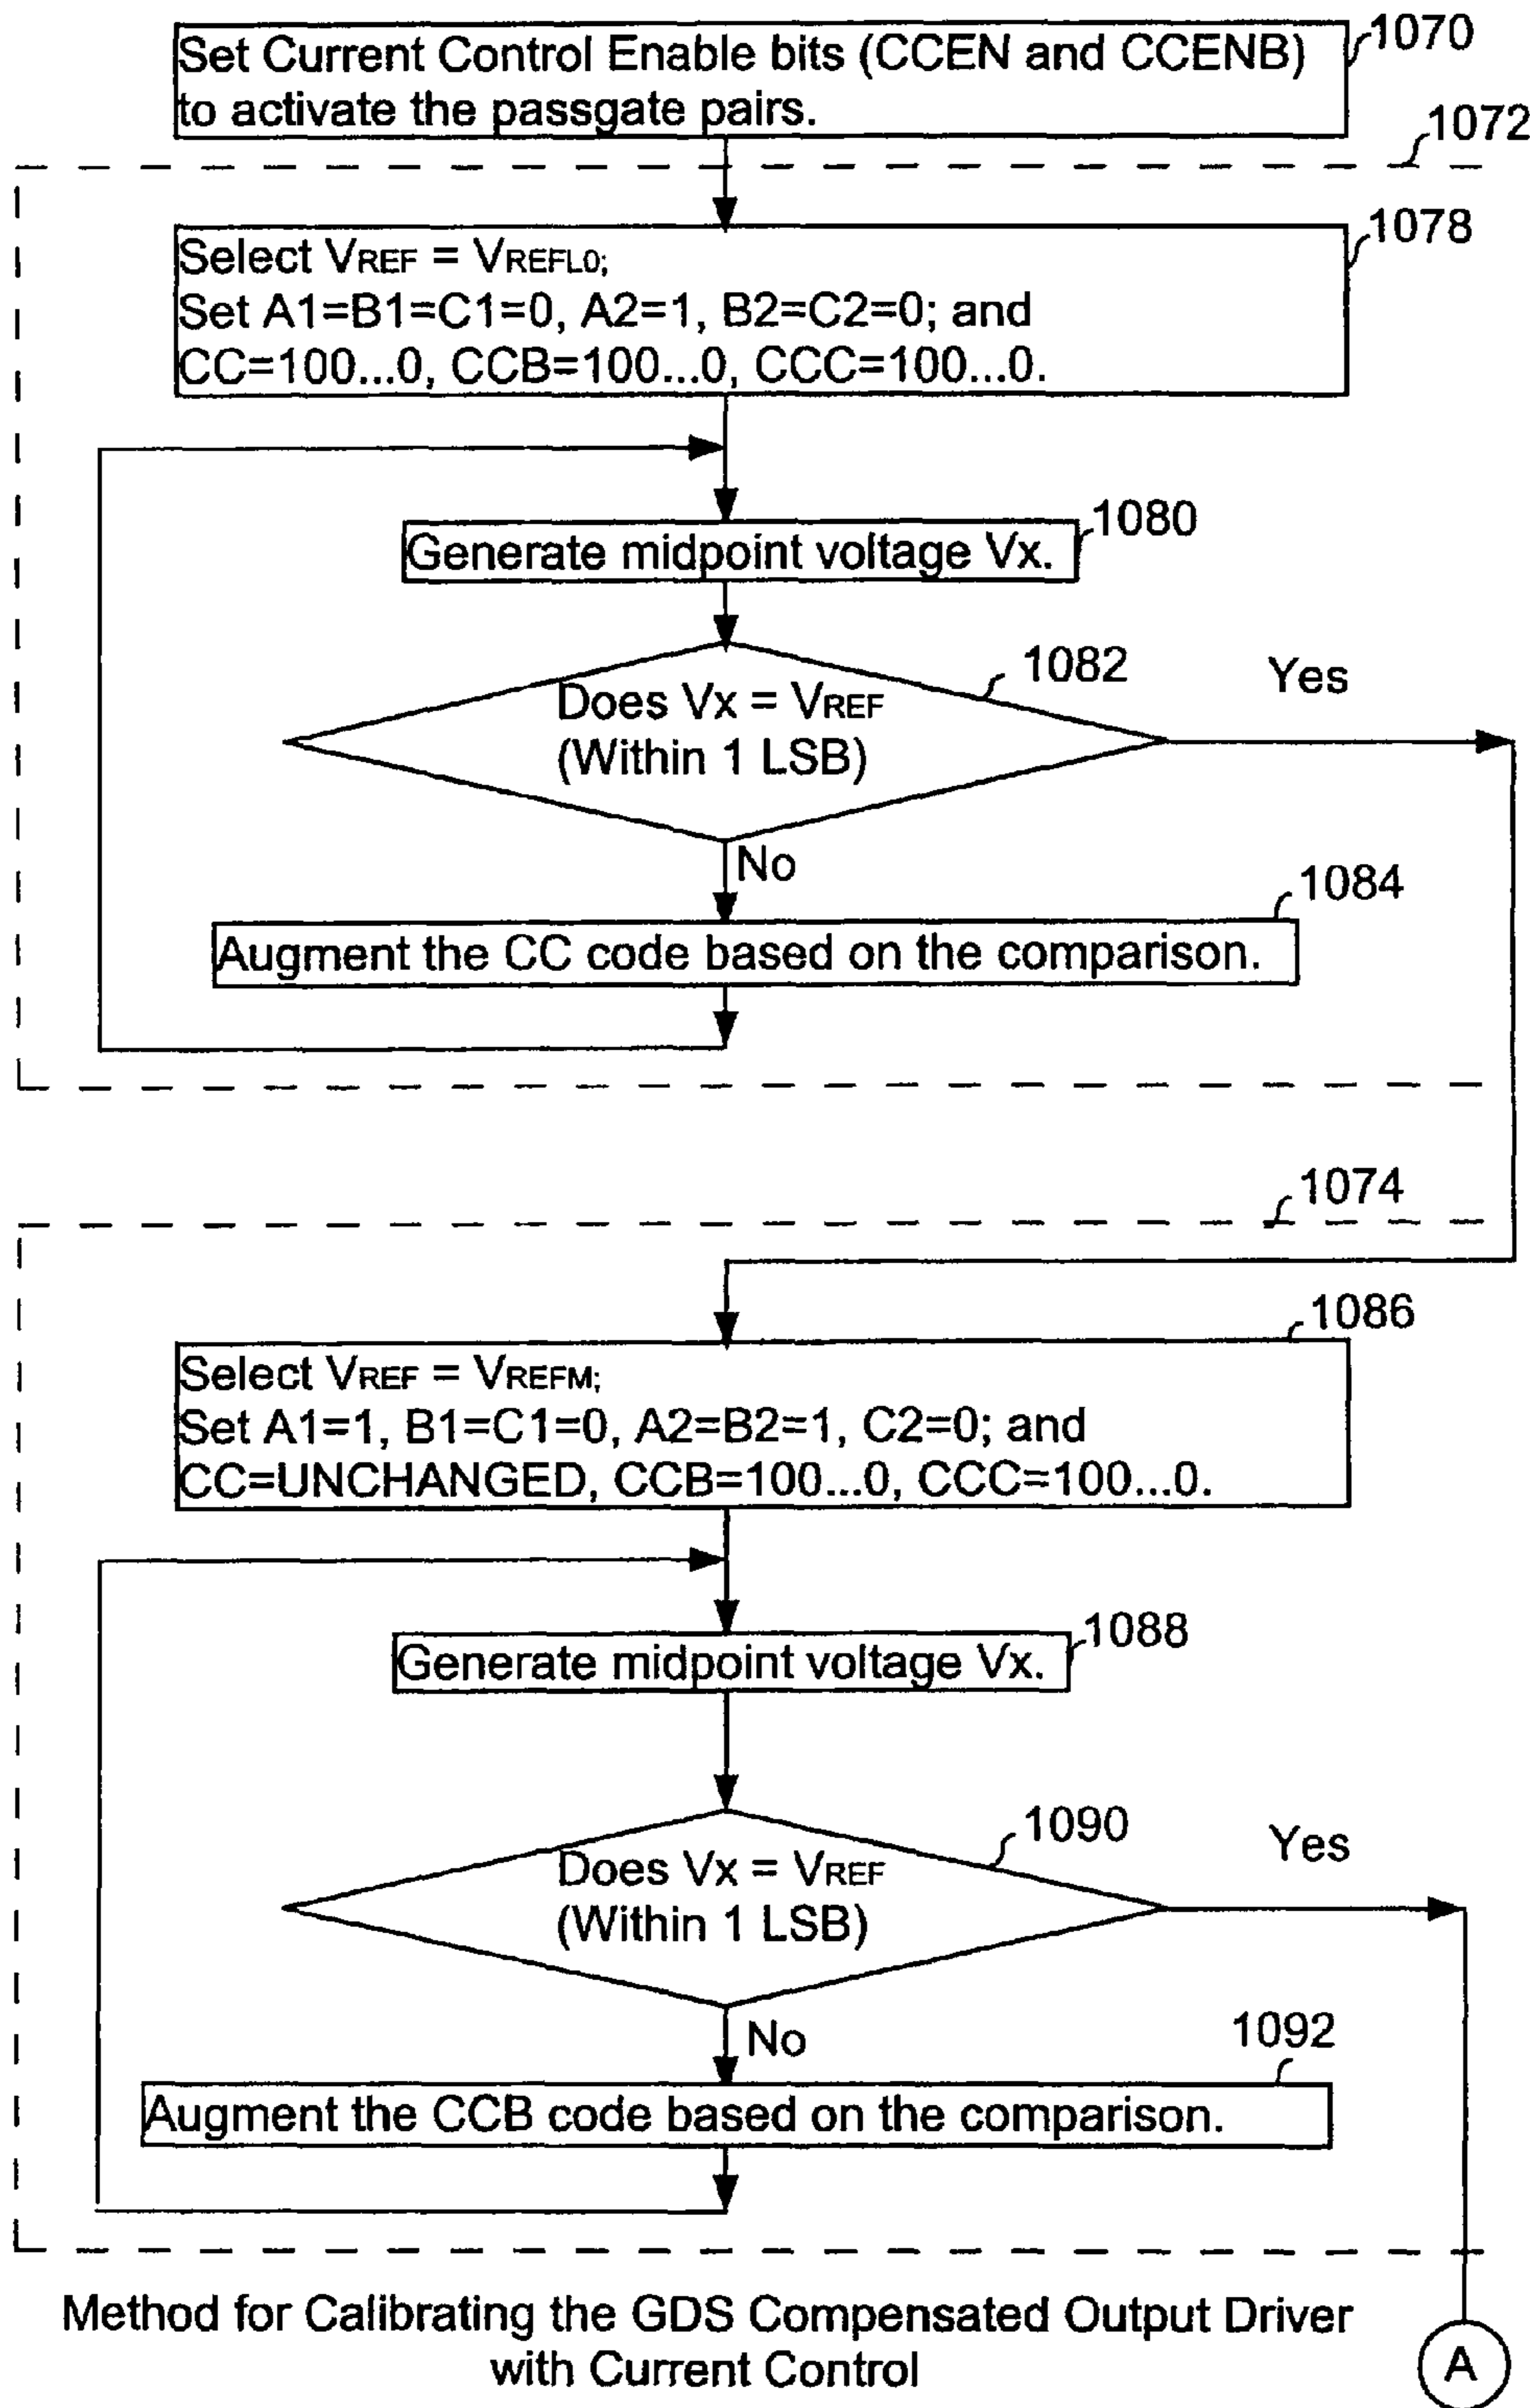 Set Current Control Enable bits (CCEN and CCENB)
to activate the passgate pairs.
1070
1072
Select VREF = VREFLO;
Set A1=B1=C1=0, A2=1, B2=C2=0; and
CC=100...0, CCB=100...0, CCC=100...0.
1078
Generate midpoint voltage Vx.
1080
Does Vx = VREF
(Within 1 LSB)
1082
Yes
No
1084
Augment the CC code based on the comparison.
1074
1086
Select VREF = VREFM;
Set A1=1, B1=C1=0, A2=B2=1, C2=0; and
CC=UNCHANGED, CCB=100...0, CCC=100...0.
Generate midpoint voltage Vx.
1088
Does Vx = VREF
(Within 1 LSB)
1090
Yes
No
1092
Augment the CCB code based on the comparison.
Method for Calibrating the GDS Compensated Output Driver
with Current Control
A